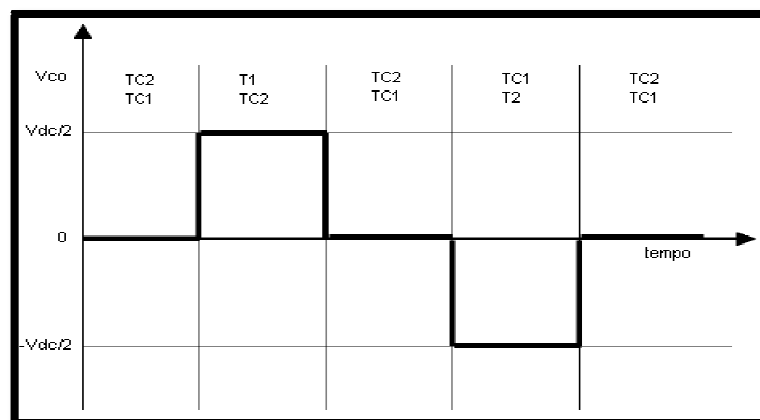 Vco
TC2 T1 TC2 TC1 TC2
TC1 TC2 TC1 T2 TC1
Vdc/2
0
tempo
-Vdc/2